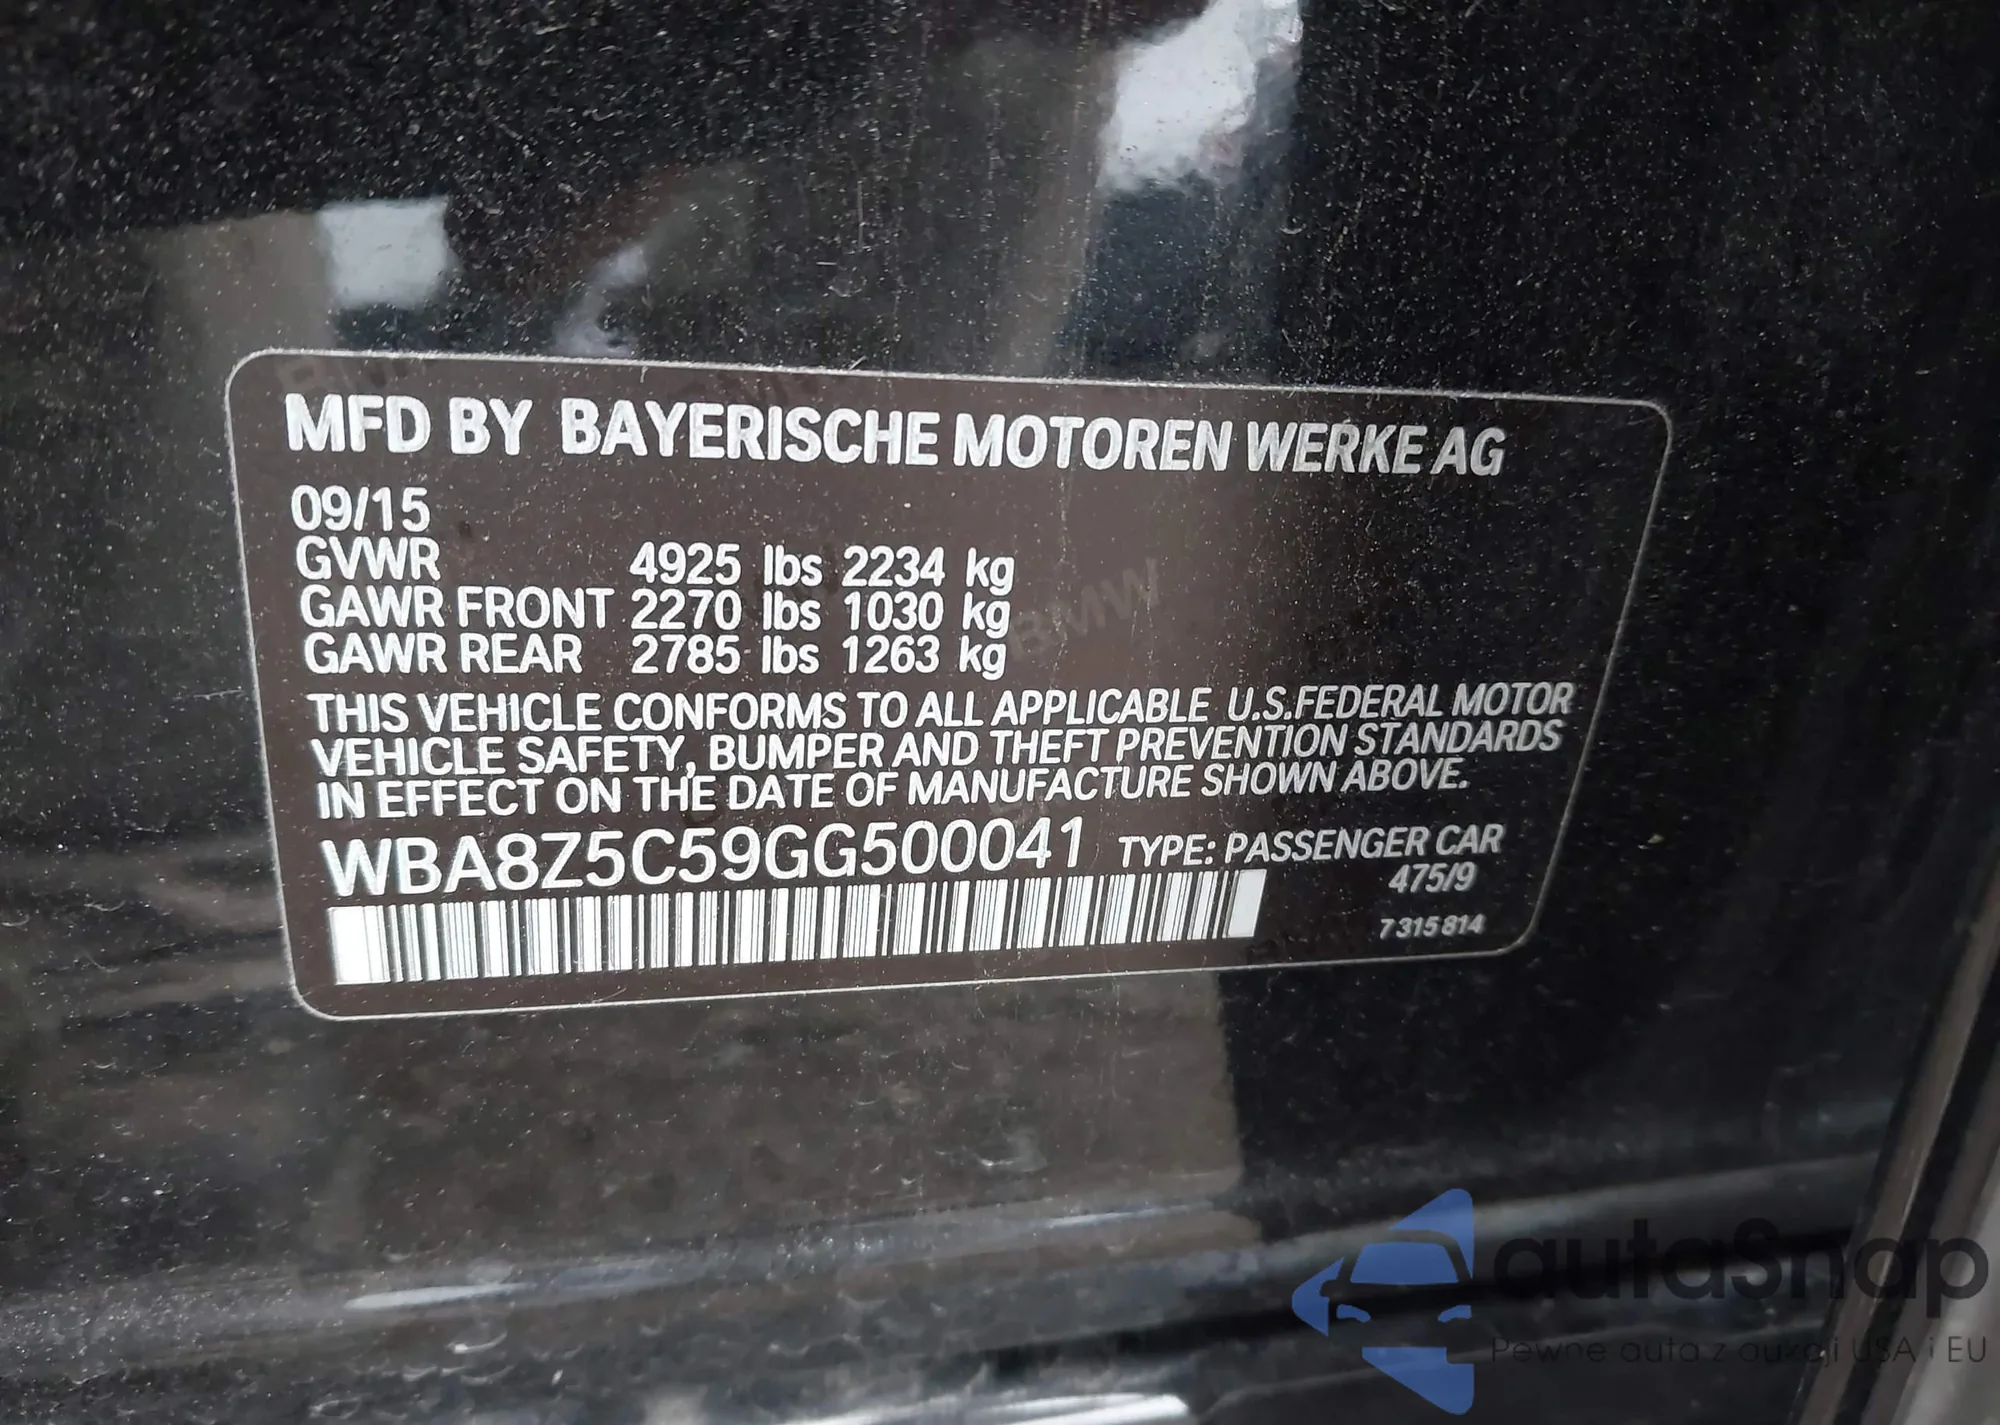 MFD BY BAYERISCHE MOTOREN WERKE AG
09/15
GVWR 4925 lbs 2234 kg
GAWR FRONT 2270 lbs 1030 kg
GAWR REAR 2785 lbs 1263 kg
THIS VEHICLE CONFORMS TO ALL APPLICABLE U.S.FEDERAL MOTOR
VEHICLE SAFETY, BUMPER AND THEFT PREVENTION STANDARDS
IN EFFECT ON THE DATE OF MANUFACTURE SHOWN ABOVE.
WBA8Z5C59GG500041 TYPE: PASSENGER CAR
475/9
7 315 814
BMW
autaSnap
Pewne auta z aukcji USA i EU